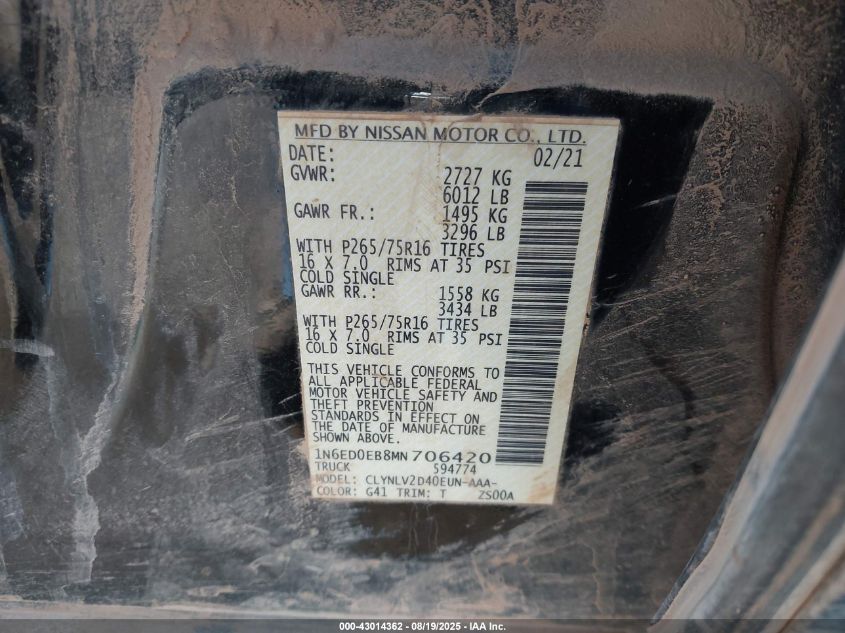 MFD BY NISSAN MOTOR CO., LTD.
DATE: 02/21
GVWR: 2727 KG
6012 LB
GAWR FR.: 1495 KG
3296 LB
WITH P265/75R16 TIRES
16 X 7.0 RIMS AT 35 PSI
COLD SINGLE
GAWR RR.: 1558 KG
3434 LB
WITH P265/75R16 TIRES
16 X 7.0 RIMS AT 35 PSI
COLD SINGLE
THIS VEHICLE CONFORMS TO
ALL APPLICABLE FEDERAL
MOTOR VEHICLE SAFETY AND
THEFT PREVENTION
STANDARDS IN EFFECT ON
THE DATE OF MANUFACTURE
SHOWN ABOVE.
1N6ED0EB8MN706420
TRUCK 594774
MODEL: CLYNLV2D40EUN-AAA-
COLOR: G41 TRIM: T ZS00A
000-43014362 - 08/19/2025 - IAA Inc.